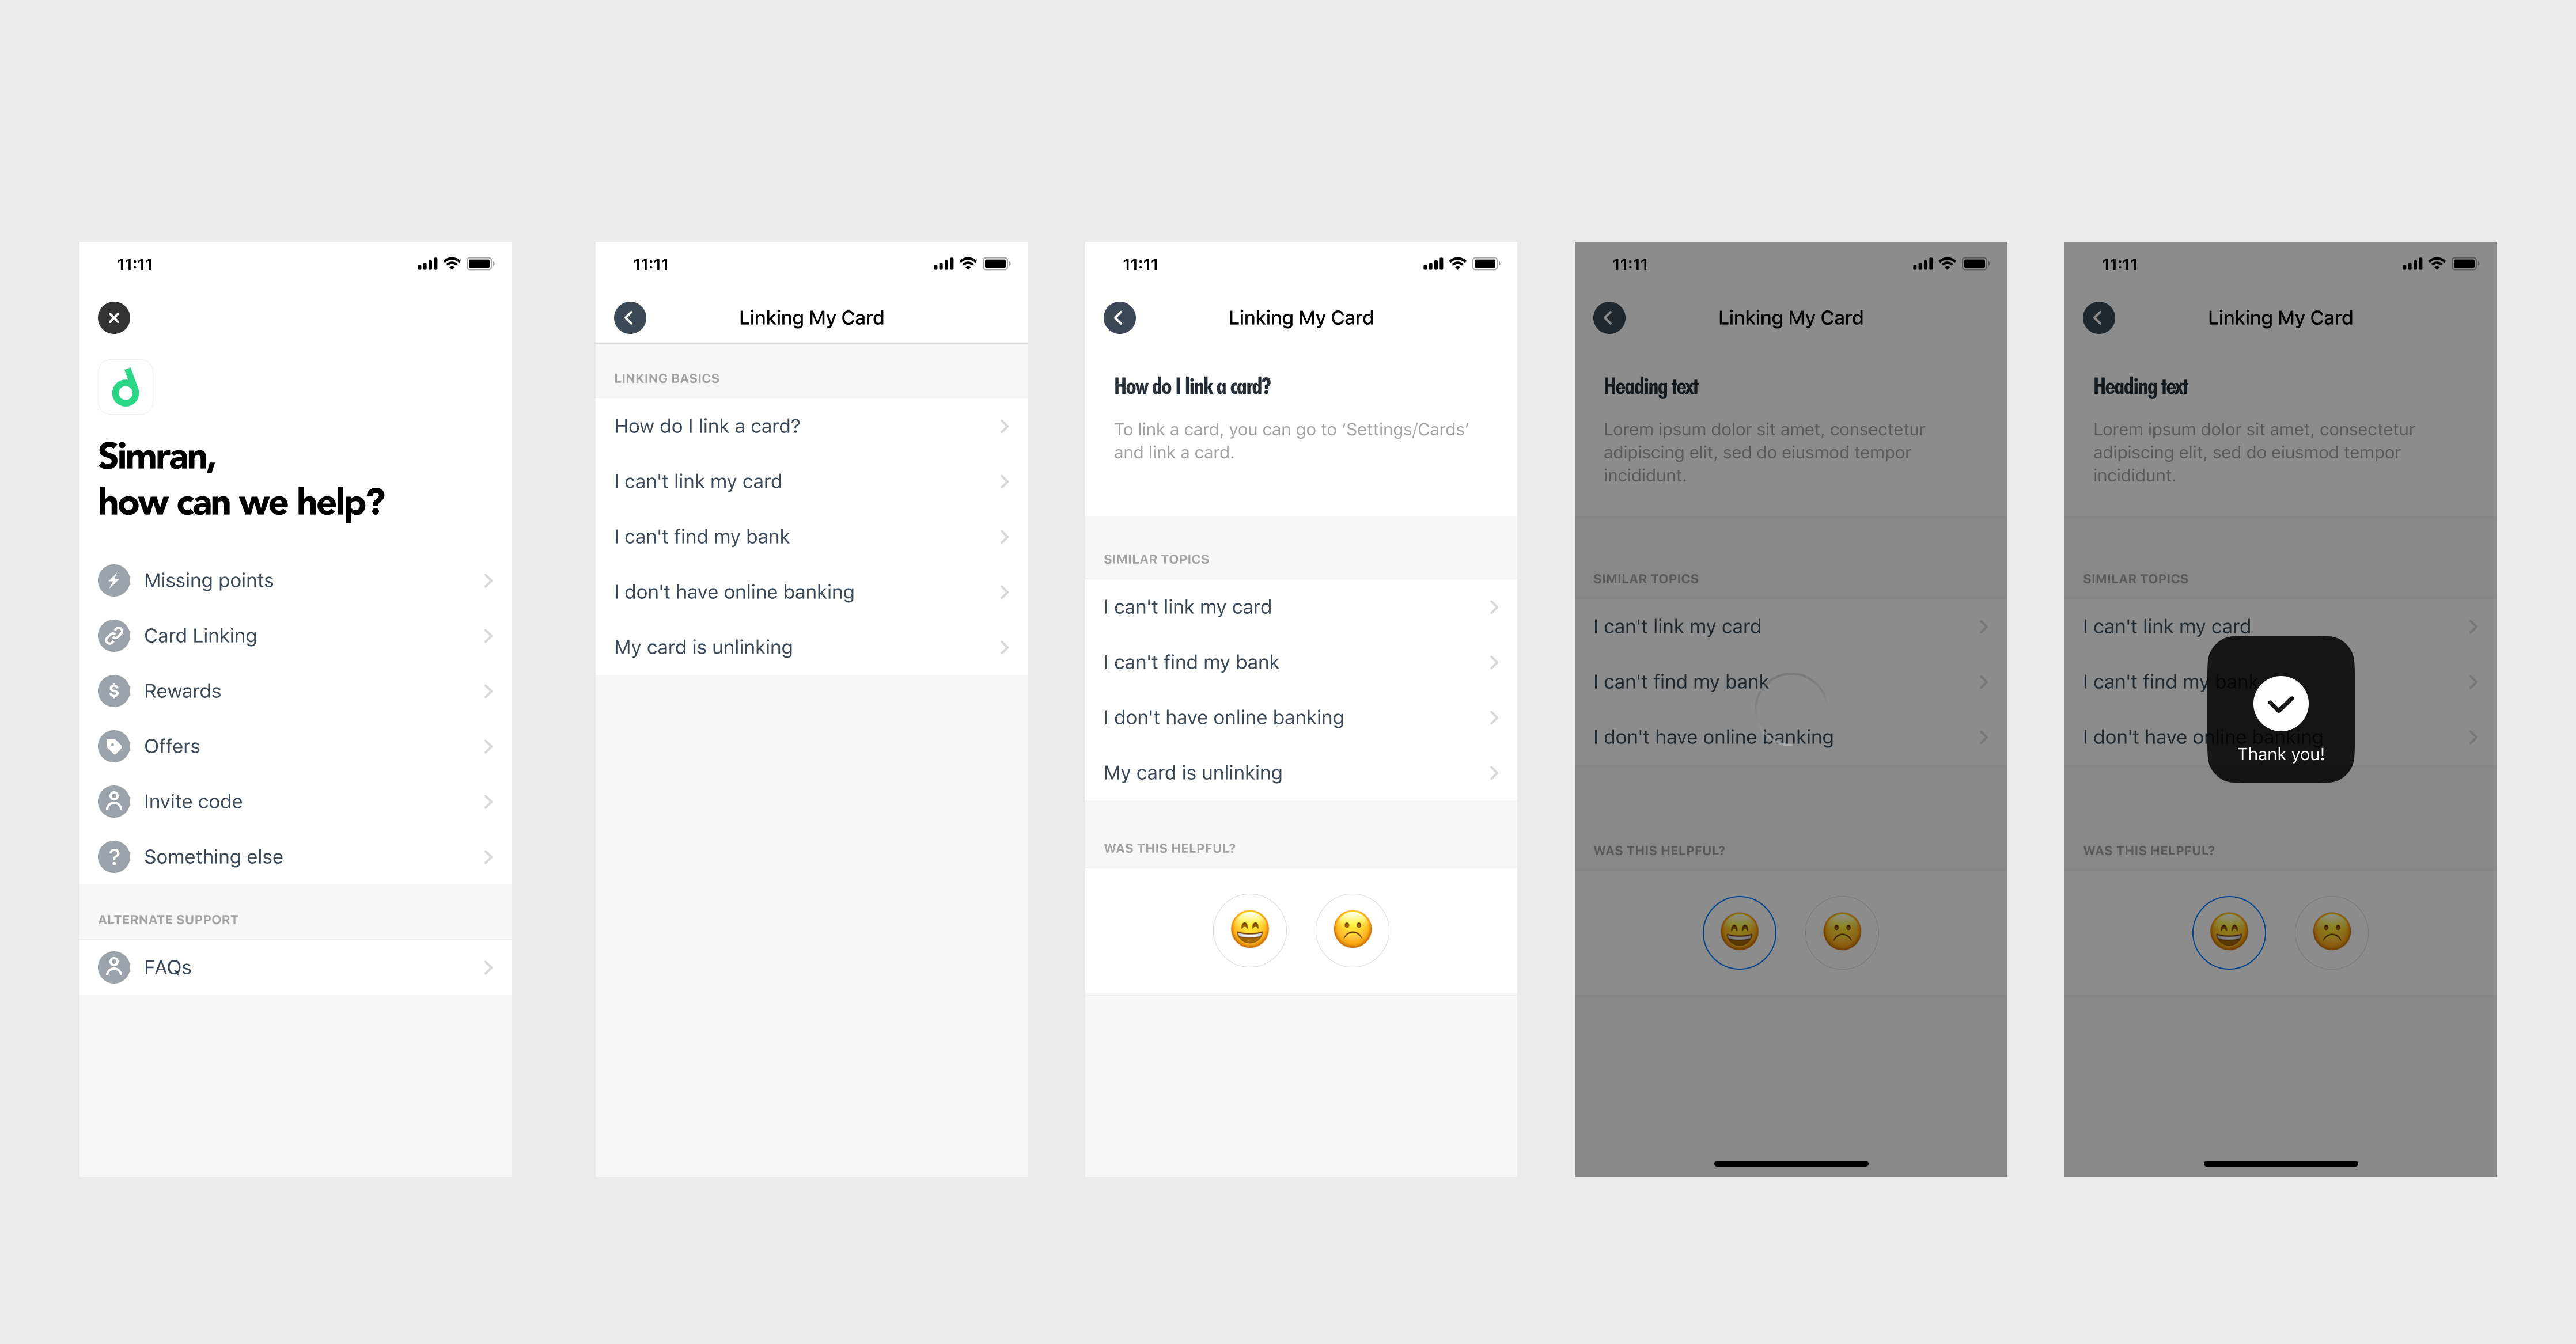 11:11
Simran,
how can we help?
Missing points
Card Linking
$
Rewards
Offers
Invite code
?
Something else
ALTERNATE SUPPORT
FAQs
11:11
Linking My Card
LINKING BASICS
How do I link a card?
I can't link my card
I can't find my bank
I don't have online banking
My card is unlinking
11:11
Linking My Card
How do I link a card?
To link a card, you can go to ‘Settings/Cards’
and link a card.
SIMILAR TOPICS
I can't link my card
I can't find my bank
I don't have online banking
My card is unlinking
WAS THIS HELPFUL?
11:11
Linking My Card
Heading text
Lorem ipsum dolor sit amet, consectetur
adipiscing elit, sed do eiusmod tempor
incididunt.
SIMILAR TOPICS
I can't link my card
I can't find my bank
I don't have online banking
WAS THIS HELPFUL?
11:11
Linking My Card
Heading text
Lorem ipsum dolor sit amet, consectetur
adipiscing elit, sed do eiusmod tempor
incididunt.
SIMILAR TOPICS
I can't link my card
I can't find my bank
I don't have online banking
Thank you!
WAS THIS HELPFUL?